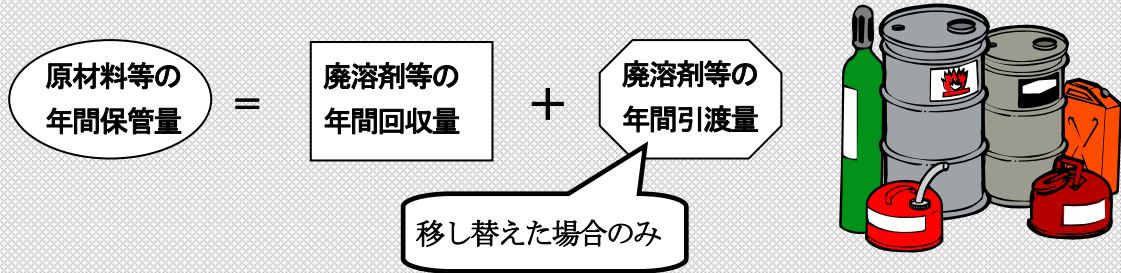 原材料等の
年間保管量
＝
廃溶剤等の
年間回収量
＋
廃溶剤等の
年間引渡量
移し替えた場合のみ